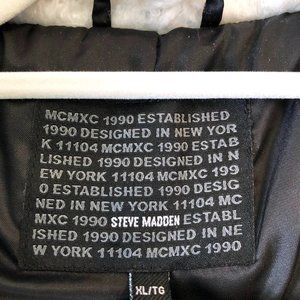 MCMXC 1990 ESTABLISHED
1990 DESIGNED IN NEW YOR
K 11104 MCMXC 1990 ESTAB
LISHED 1990 DESIGNED IN N
EW YORK 11104 MCMXC 199
0 ESTABLISHED 1990 DESIG
NED IN NEW YORK 11104 MC
MXC 1990 STEVE MADDEN ESTABL
ISHED 1990 DESIGNED IN NE
W YORK 11104 MCMXC 1990
XL/TG